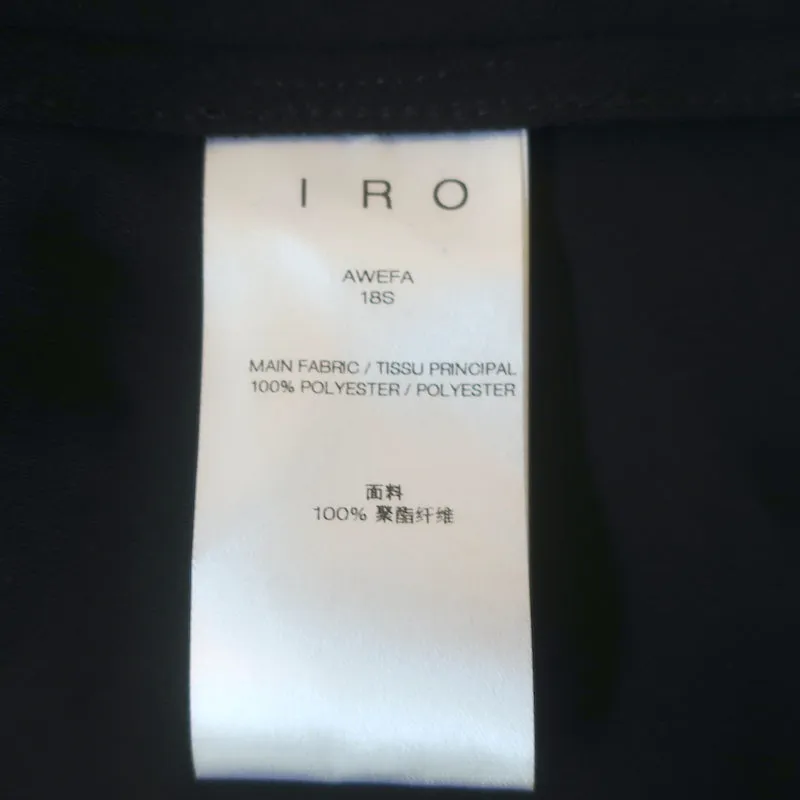 I R O
AWEFA
18S
MAIN FABRIC / TISSU PRINCIPAL
100% POLYESTER / POLYESTER
面料
100% 聚酯纤维